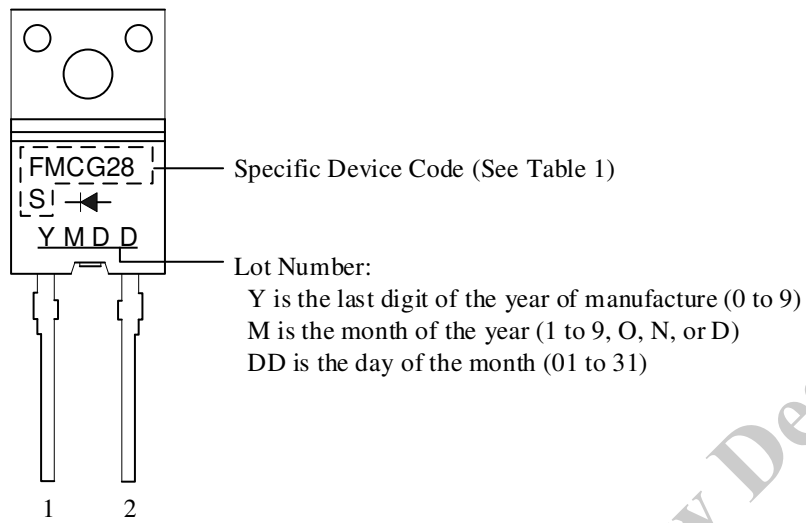 FMCG28
S
Y M D D
Specific Device Code (See Table 1)
Lot Number:
Y is the last digit of the year of manufacture (0 to 9)
M is the month of the year (1 to 9, O, N, or D)
DD is the day of the month (01 to 31)
1 2